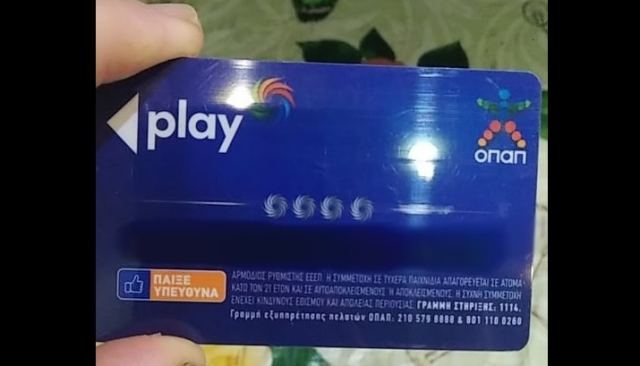 play
οπαπ
ΠΑΙΞΕ
ΥΠΕΥΘΥΝΑ
ΑΡΜΟΔΙΟΣ ΡΥΘΜΙΣΤΗΣ ΕΕΕΠ. Η ΣΥΜΜΕΤΟΧΗ ΣΕ ΤΥΧΕΡΑ ΠΑΙΧΝΙΔΙΑ ΑΠΑΓΟΡΕΥΕΤΑΙ ΣΕ ΑΤΟΜΑ
ΚΑΤΩ ΤΩΝ 21 ΕΤΩΝ ΚΑΙ ΣΕ ΑΥΤΟΑΠΟΚΛΕΙΣΜΕΝΟΥΣ Ή ΑΠΟΚΛΕΙΣΜΕΝΟΥΣ. Η ΣΥΧΝΗ ΣΥΜΜΕΤΟΧΗ
ΕΝΕΧΕΙ ΚΙΝΔΥΝΟΥΣ ΕΘΙΣΜΟΥ ΚΑΙ ΑΠΩΛΕΙΑΣ ΠΕΡΙΟΥΣΙΑΣ. ΓΡΑΜΜΗ ΣΤΗΡΙΞΗΣ: 1114.
Γραμμή εξυπηρέτησης πελατών ΟΠΑΠ: 210 579 8888 & 801 110 0260